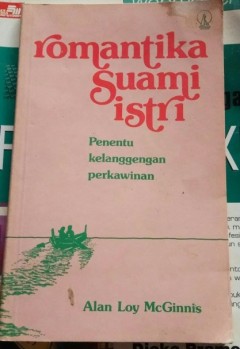 romantika
suami
istri
Penentu
kelanggengan
perkawinan
Alan Loy McGinnis